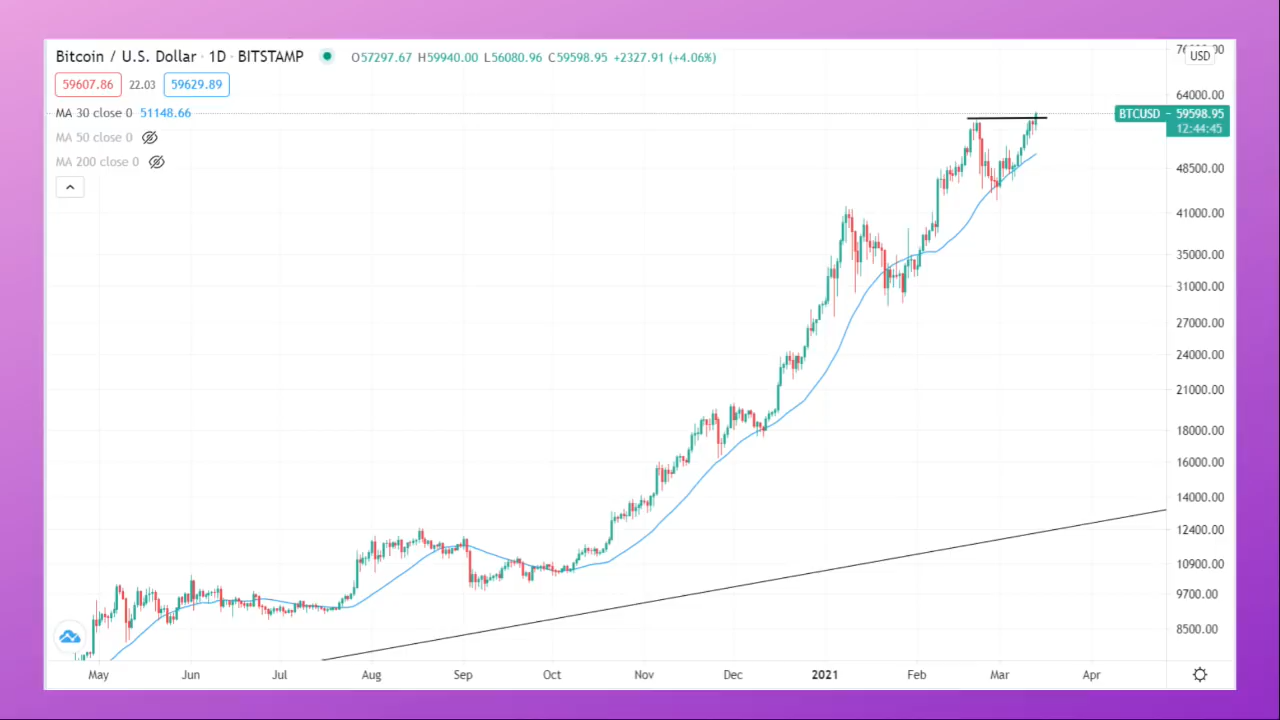 Bitcoin / U.S. Dollar · 1D · BITSTAMP O57297.67 H59940.00 L56080.96 C59598.95 +2327.91 (+4.06%)
59607.86 22.03 59629.89
MA 30 close 0 51148.66
MA 50 close 0
MA 200 close 0
USD
64000.00
BTCUSD 59598.95
12:44:45
48500.00
41000.00
35000.00
31000.00
27000.00
24000.00
21000.00
18000.00
16000.00
14000.00
12400.00
10900.00
9700.00
8500.00
May Jun Jul Aug Sep Oct Nov Dec 2021 Feb Mar Apr